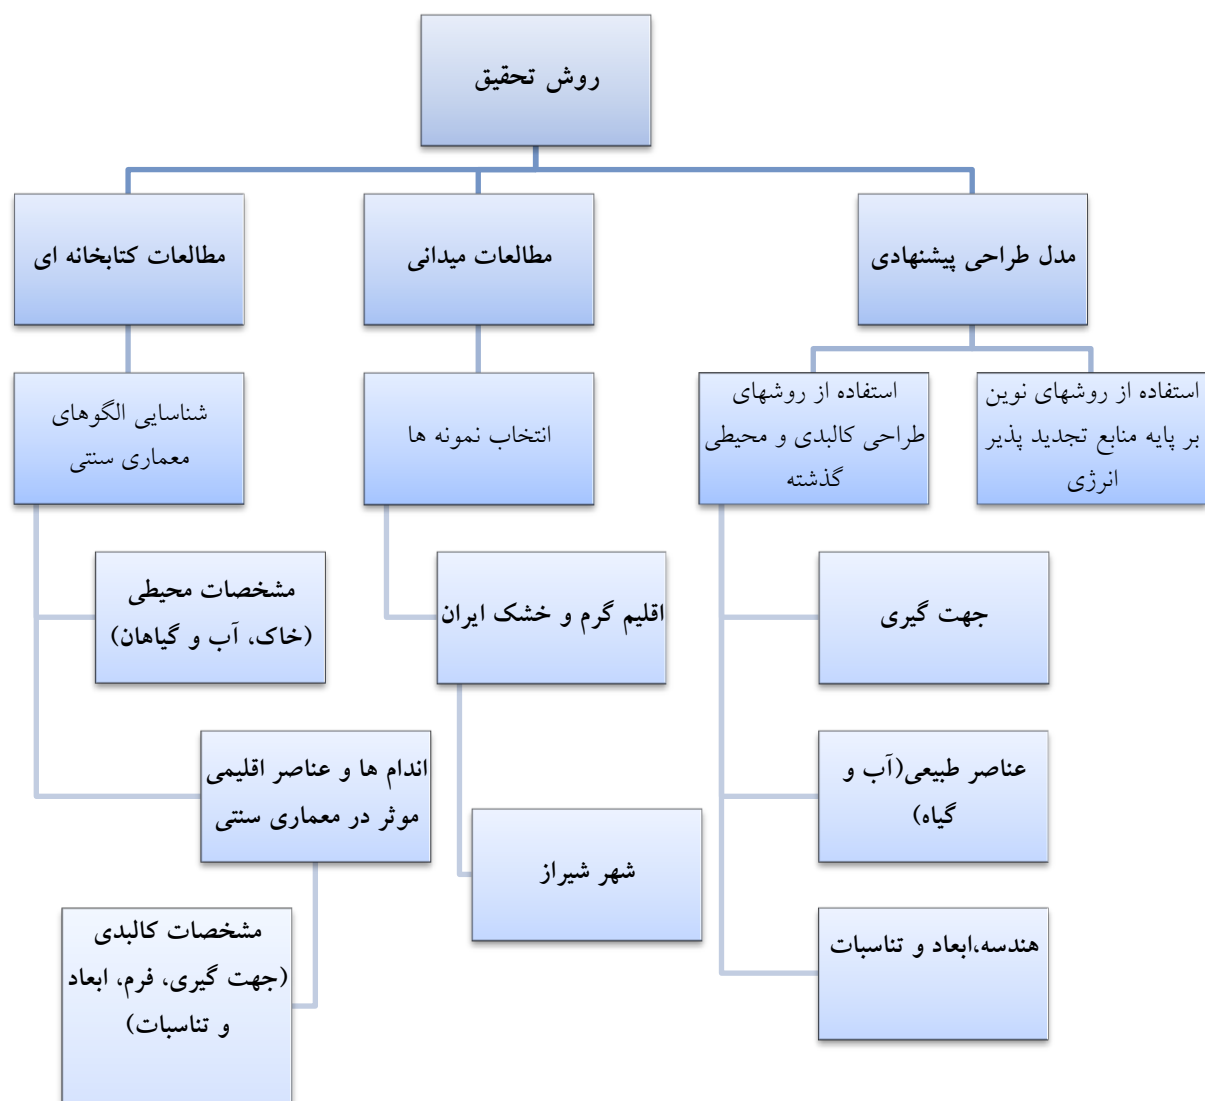 روش تحقیق
مدل طراحی پیشنهادی
مطالعات میدانی
مطالعات کتابخانه ای
استفاده از روشهای نوین
بر پایه منابع تجدید پذیر
انرژی
استفاده از روشهای
طراحی کالبدی و محیطی
گذشته
انتخاب نمونه ها
شناسایی الگوهای
معماری سنتی
جهت گیری
عناصر طبیعی(آب و
گیاه)
هندسه،ابعاد و تناسبات
اقلیم گرم و خشک ایران
شهر شیراز
مشخصات محیطی
(خاک، آب و گیاهان)
اندام ها و عناصر اقلیمی
موثر در معماری سنتی
مشخصات کالبدی
(جهت گیری، فرم، ابعاد
و تناسبات)